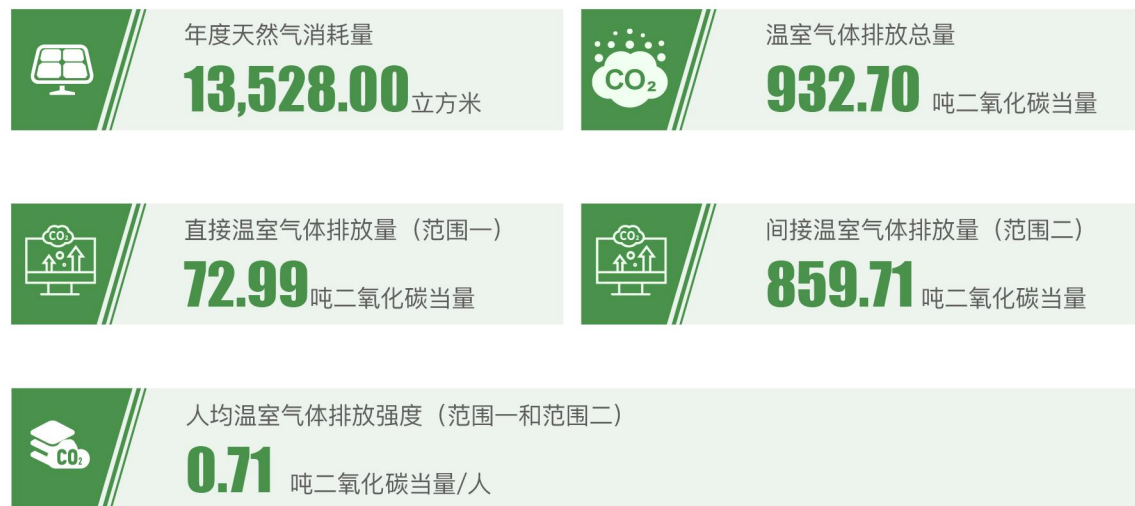 年度天然气消耗量
13,528.00立方米
CO₂
温室气体排放总量
932.70 吨二氧化碳当量
CO₂
直接温室气体排放量（范围一）
72.99吨二氧化碳当量
CO₂
间接温室气体排放量（范围二）
859.71 吨二氧化碳当量
CO₂
人均温室气体排放强度（范围一和范围二）
0.71 吨二氧化碳当量/人